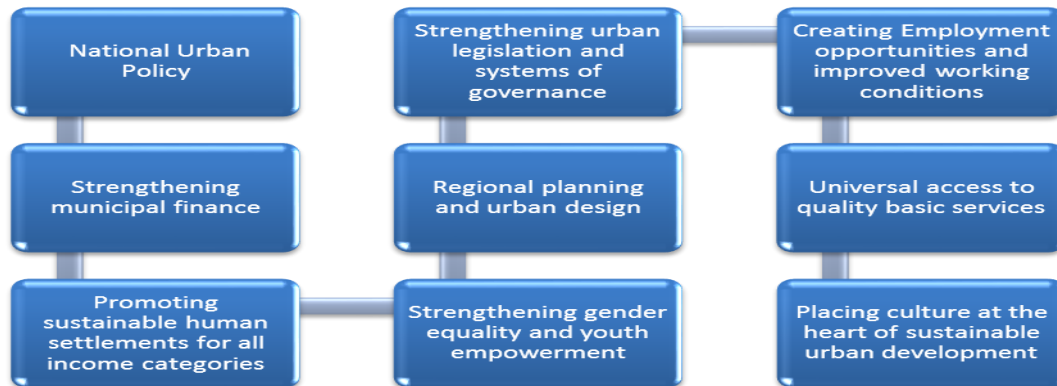 National Urban
Policy
Strengthening
municipal finance
Promoting
sustainable human
settlements for all
income categories
Strengthening gender
equality and youth
empowerment
Regional planning
and urban design
Strengthening urban
legislation and
systems of
governance
Creating Employment
opportunities and
improved working
conditions
Universal access to
quality basic services
Placing culture at the
heart of sustainable
urban development